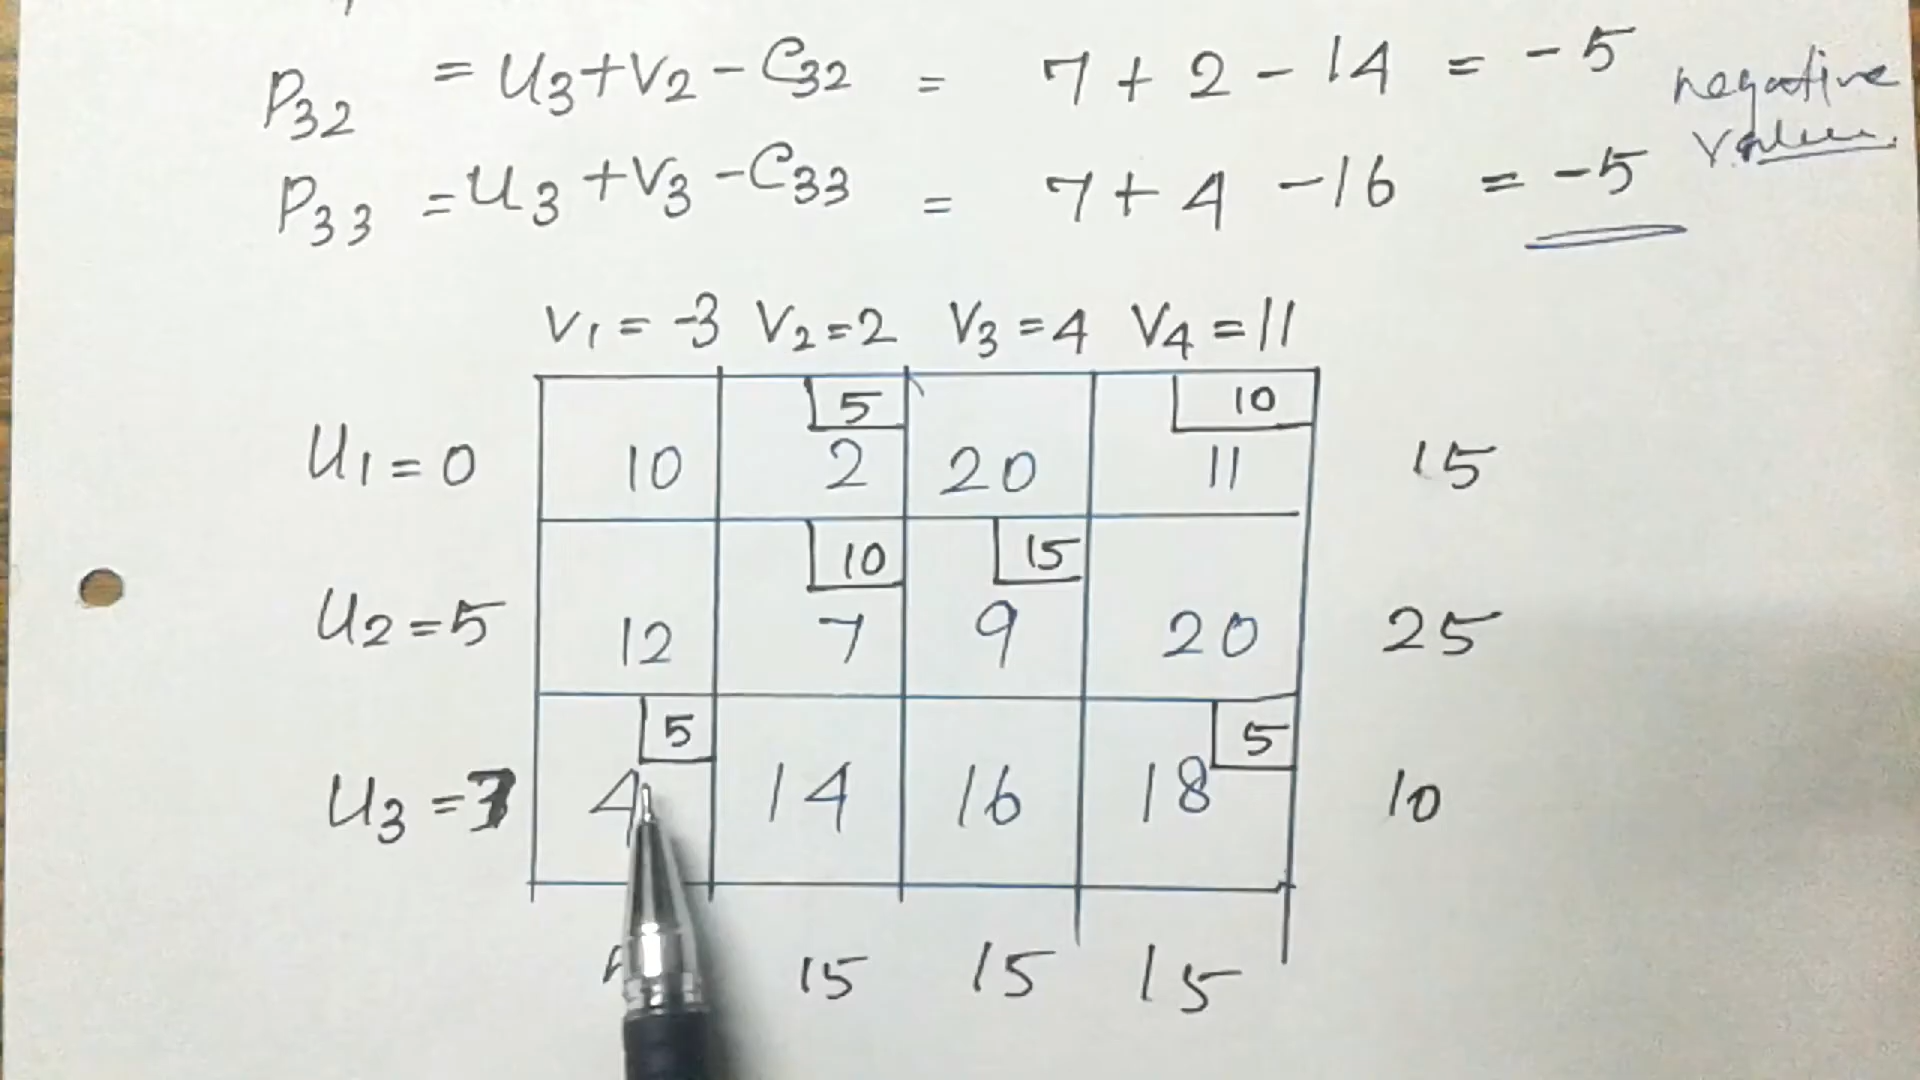 P32 = U3+V2-C32 = 7+2-14 = -5 negative
value.
P33 = U3+V3-C33 = 7+4-16 = -5
V1=-3 V2=2 V3=4 V4=11
5 10
U1=0 10 2 20 11 15
10 15
U2=5 12 7 9 20 25
5 5
U3=7 4 14 16 18 10
15 15 15